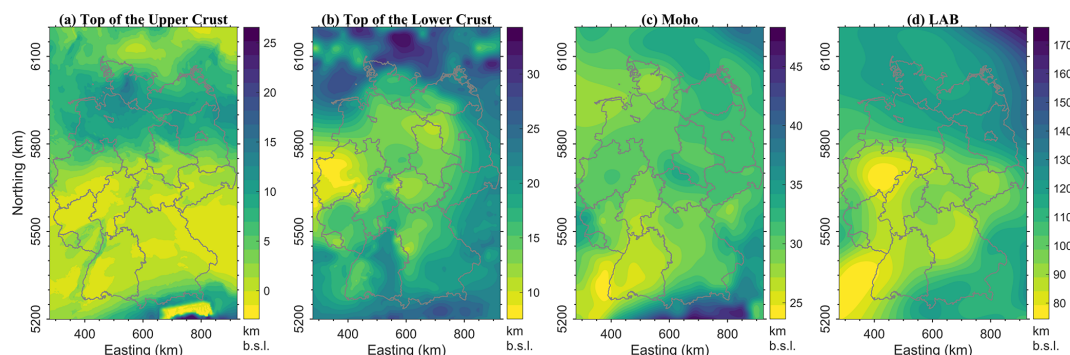 (a) Top of the Upper Crust
(b) Top of the Lower Crust
(c) Moho
(d) LAB
Northing (km)
6100
5800
5500
5200
400
600
800
Easting (km)
25
20
15
10
5
0
km
b.s.l.
400
600
800
Easting (km)
30
25
20
15
10
km
b.s.l.
6100
5800
5500
5200
400
600
800
Easting (km)
45
40
35
30
25
km
b.s.l.
6100
5800
5500
5200
400
600
800
Easting (km)
170
160
150
140
130
120
110
100
90
80
km
b.s.l.